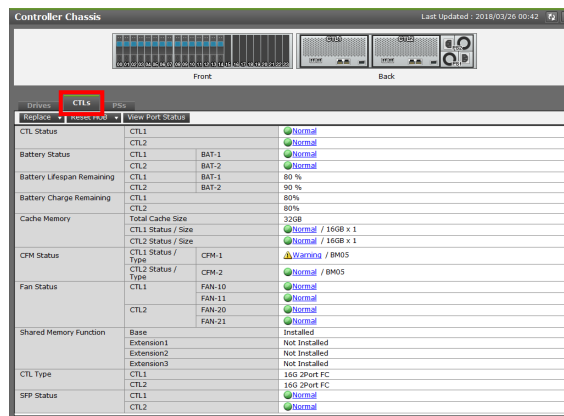 Controller Chassis Last Updated : 2018/03/26 00:42
CTL1 CTL2
Front Back
Drives CTLs PSs
Replace Reset MUB View Port Status
CTL Status CTL1 Normal
CTL2 Normal
Battery Status CTL1 BAT-1 Normal
CTL2 BAT-2 Normal
Battery Lifespan Remaining CTL1 BAT-1 80 %
CTL2 BAT-2 90 %
Battery Charge Remaining CTL1 80%
CTL2 80%
Cache Memory Total Cache Size 32GB
CTL1 Status / Size Normal / 16GB x 1
CTL2 Status / Size Normal / 16GB x 1
CFM Status CTL1 Status / Type CFM-1 Warning / BM05
CTL2 Status / Type CFM-2 Normal / BM05
Fan Status CTL1 FAN-10 Normal
FAN-11 Normal
CTL2 FAN-20 Normal
FAN-21 Normal
Shared Memory Function Base Installed
Extension1 Not Installed
Extension2 Not Installed
Extension3 Not Installed
CTL Type CTL1 16G 2Port FC
CTL2 16G 2Port FC
SFP Status CTL1 Normal
CTL2 Normal